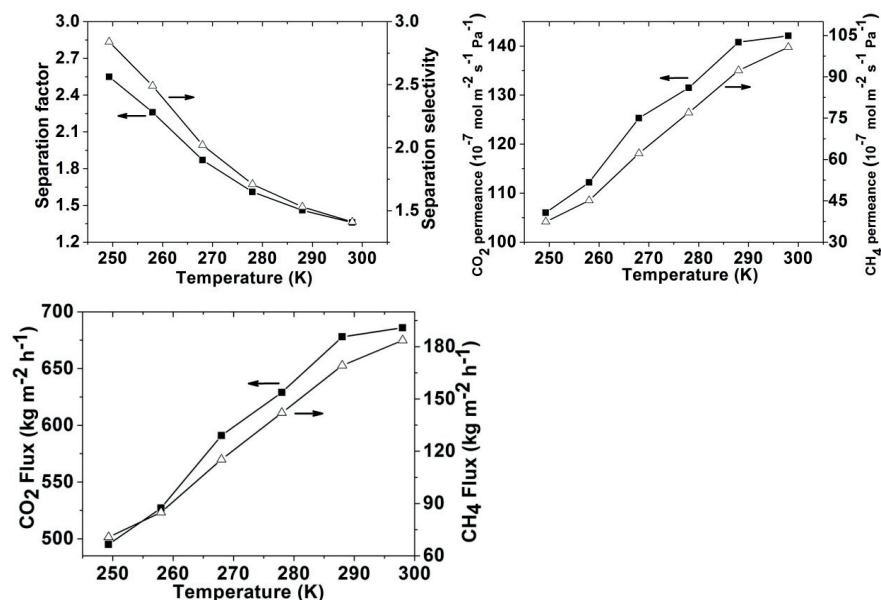 3.0
2.7
2.4
2.1
1.8
1.5
1.2
Separation factor
250 260 270 280 290 300
Temperature (K)
3.0
2.5
2.0
1.5
Separation selectivity
140
130
120
110
100
CO2 permeance (10-7 mol m-2 s-1 Pa-1)
250 260 270 280 290 300
Temperature (K)
105
90
75
60
45
30
CH4 permeance (10-7 mol m-2 s-1 Pa-1)
700
650
600
550
500
CO2 Flux (kg m-2 h-1)
250 260 270 280 290 300
Temperature (K)
180
150
120
90
60
CH4 Flux (kg m-2 h-1)